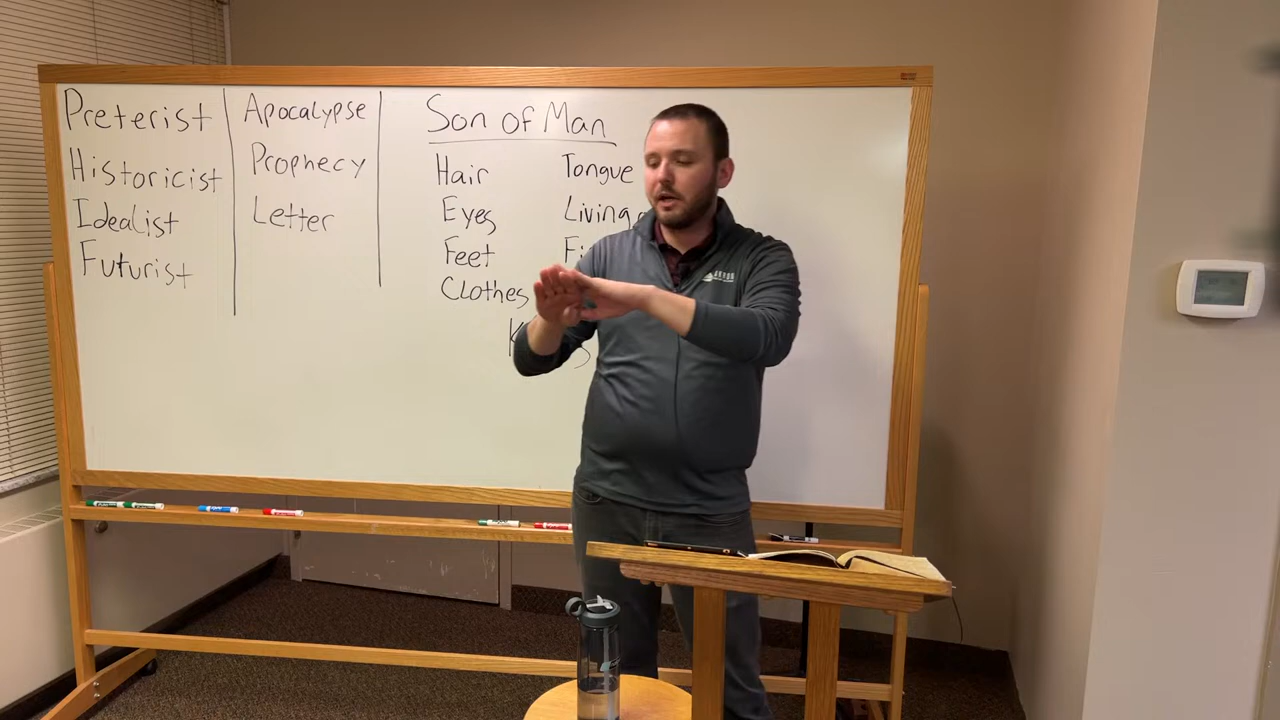 Preterist
Historicist
Idealist
Futurist
Apocalypse
Prophecy
Letter
Son of Man
Hair
Eyes
Feet
Clothes
Tongue
Living